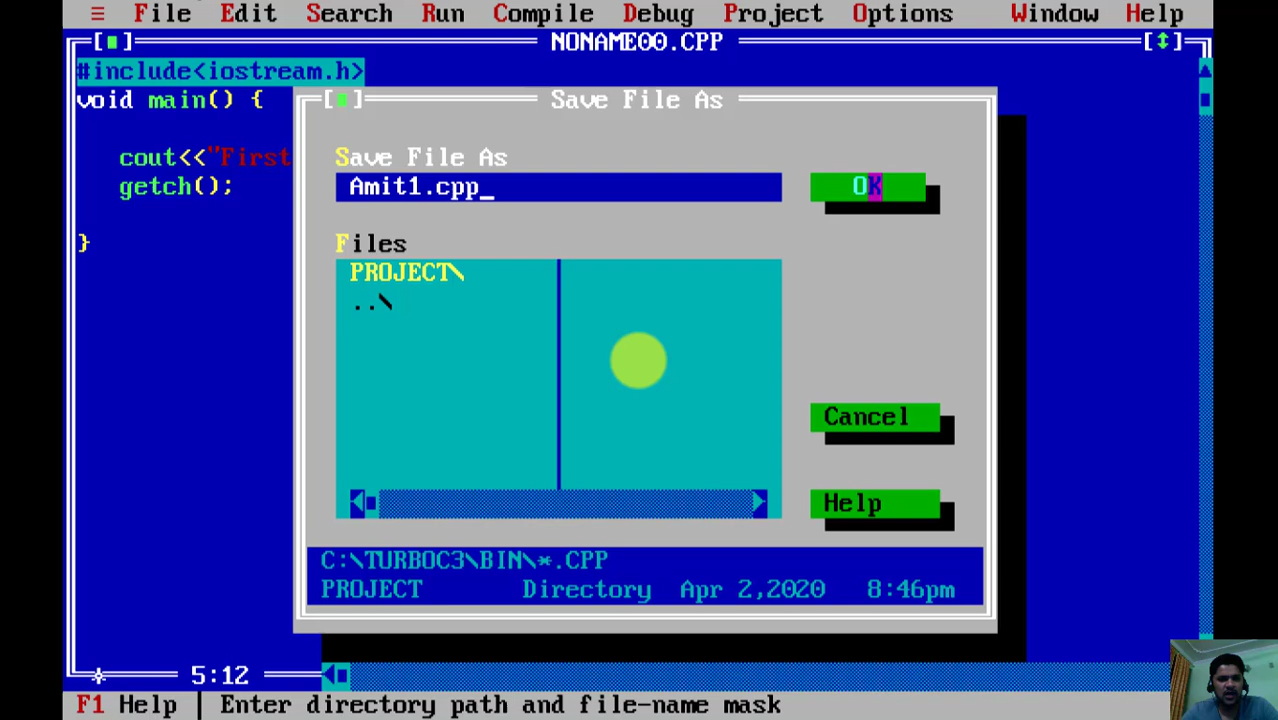 ≡ File Edit Search Run Compile Debug Project Options Window Help
[■] NONAME00.CPP [↕]
#include<iostream.h>
void main() {
cout<<"First
getch();
}
[■] Save File As
Save File As
Amit1.cpp_
OK
Files
PROJECT\
..\
Cancel
Help
C:\TURBOC3\BIN\*.CPP
PROJECT Directory Apr 2,2020 8:46pm
5:12
F1 Help | Enter directory path and file-name mask